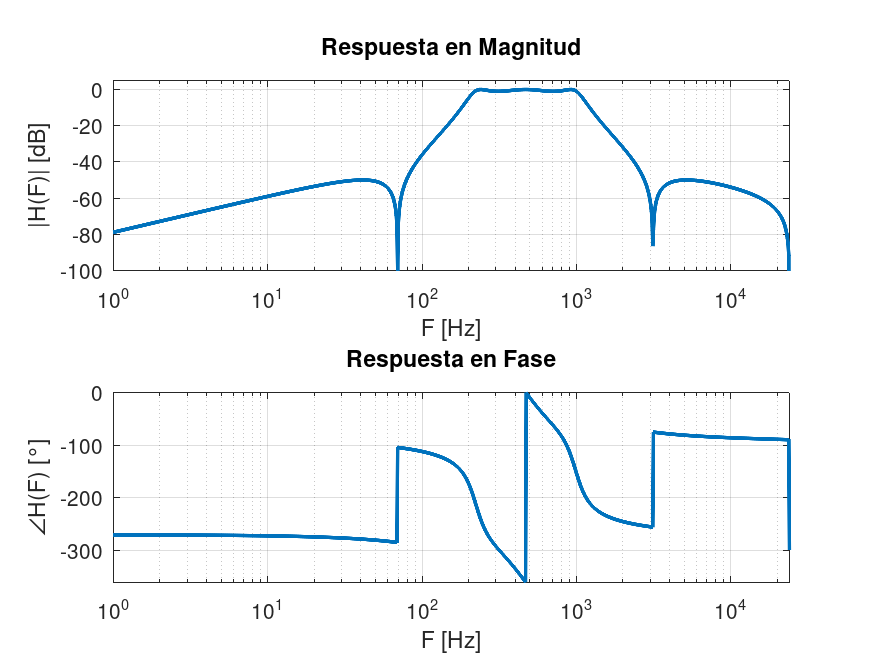 Respuesta en Magnitud
|H(F)| [dB]
0
-20
-40
-60
-80
-100
10^0 10^1 10^2 10^3 10^4
F [Hz]
Respuesta en Fase
∠H(F) [°]
0
-100
-200
-300
10^0 10^1 10^2 10^3 10^4
F [Hz]